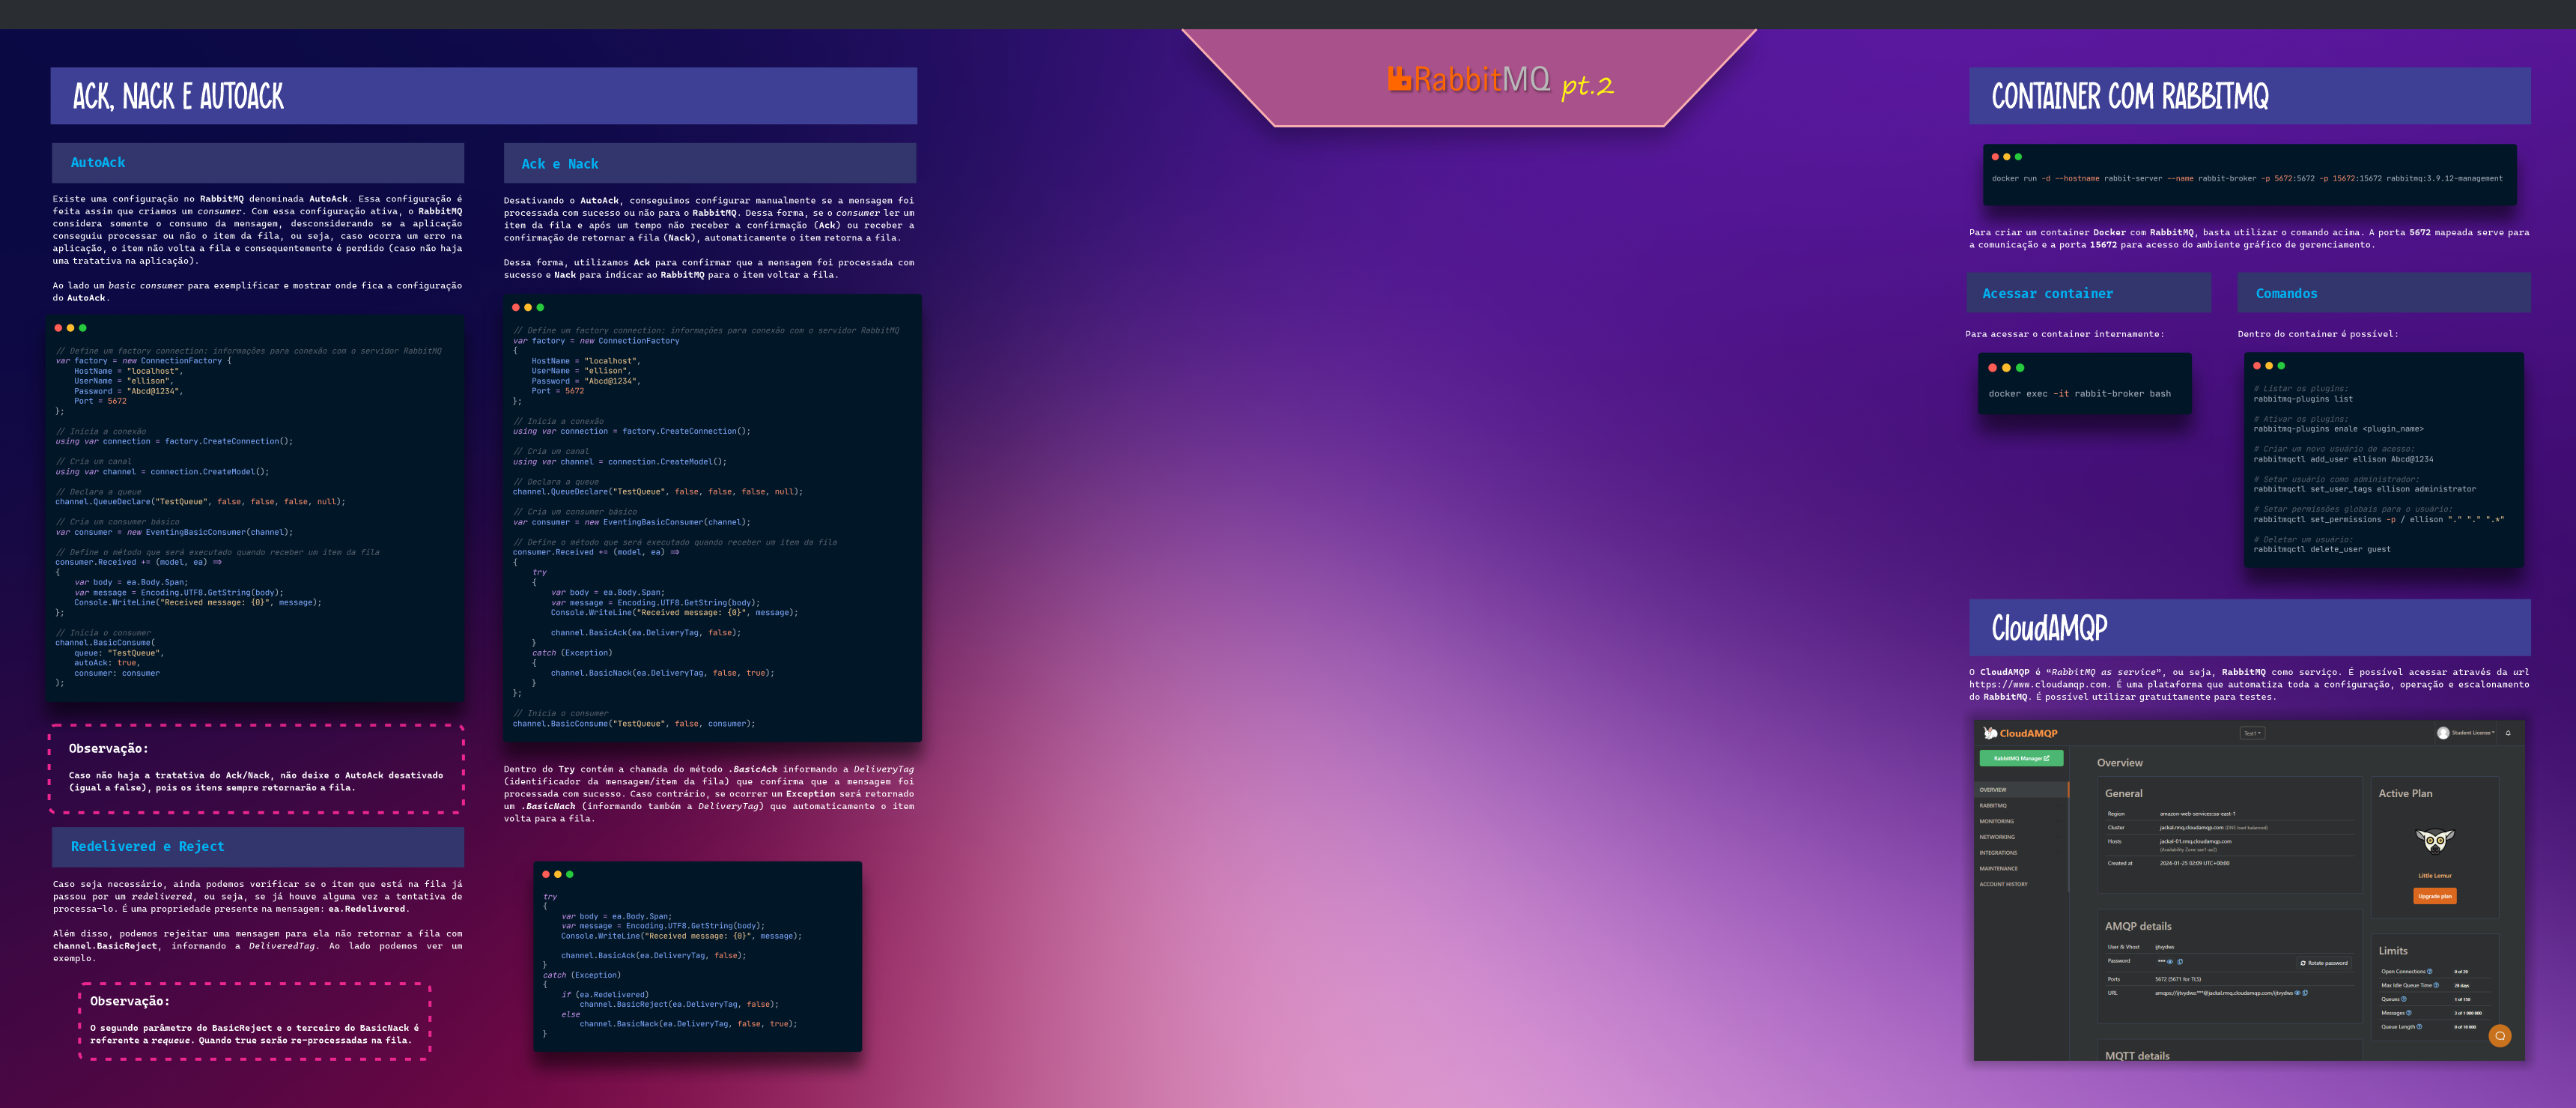 RabbitMQ pt.2
ACK, NACK E AUTOACK
AutoAck
Existe uma configuração no RabbitMQ denominada AutoAck. Essa configuração é
feita assim que criamos um consumer. Com essa configuração ativa, o RabbitMQ
considera somente o consumo da mensagem, desconsiderando se a aplicação
conseguiu processar ou não o item da fila, ou seja, caso ocorra um erro na
aplicação, o item não volta a fila e consequentemente é perdido (caso não haja
uma tratativa na aplicação).
Ao lado um basic consumer para exemplificar e mostrar onde fica a configuração
do AutoAck.
// Define um factory connection: informações para conexão com o servidor RabbitMQ
var factory = new ConnectionFactory {
HostName = "localhost",
UserName = "ellison",
Password = "Abcd@1234",
Port = 5672
};
// Inicia a conexão
using var connection = factory.CreateConnection();
// Cria um canal
using var channel = connection.CreateModel();
// Declara a queue
channel.QueueDeclare("TestQueue", false, false, false, null);
// Cria um consumer básico
var consumer = new EventingBasicConsumer(channel);
// Define o método que será executado quando receber um item da fila
consumer.Received += (model, ea) =>
{
var body = ea.Body.Span;
var message = Encoding.UTF8.GetString(body);
Console.WriteLine("Received message: {0}", message);
};
// Inicia o consumer
channel.BasicConsume(
queue: "TestQueue",
autoAck: true,
consumer: consumer
);
Observação:
Caso não haja a tratativa do Ack/Nack, não deixe o AutoAck desativado
(igual a false), pois os itens sempre retornarão a fila.
Redelivered e Reject
Caso seja necessário, ainda podemos verificar se o item que está na fila já
passou por um redelivered, ou seja, se já houve alguma vez a tentativa de
processa-lo. É uma propriedade presente na mensagem: ea.Redelivered.
Além disso, podemos rejeitar uma mensagem para ela não retornar a fila com
channel.BasicReject, informando a DeliveredTag. Ao lado podemos ver um
exemplo.
Observação:
O segundo parâmetro do BasicReject e o terceiro do BasicNack é
referente a requeue. Quando true serão re-processadas na fila.
Ack e Nack
Desativando o AutoAck, conseguimos configurar manualmente se a mensagem foi
processada com sucesso ou não para o RabbitMQ. Dessa forma, se o consumer ler um
item da fila e após um tempo não receber a confirmação (Ack) ou receber a
confirmação de retornar a fila (Nack), automaticamente o item retorna a fila.
Dessa forma, utilizamos Ack para confirmar que a mensagem foi processada com
sucesso e Nack para indicar ao RabbitMQ para o item voltar a fila.
// Define um factory connection: informações para conexão com o servidor RabbitMQ
var factory = new ConnectionFactory
{
HostName = "localhost",
UserName = "ellison",
Password = "Abcd@1234",
Port = 5672
};
// Inicia a conexão
using var connection = factory.CreateConnection();
// Cria um canal
using var channel = connection.CreateModel();
// Declara a queue
channel.QueueDeclare("TestQueue", false, false, false, null);
// Cria um consumer básico
var consumer = new EventingBasicConsumer(channel);
// Define o método que será executado quando receber um item da fila
consumer.Received += (model, ea) =>
{
try
{
var body = ea.Body.Span;
var message = Encoding.UTF8.GetString(body);
Console.WriteLine("Received message: {0}", message);
channel.BasicAck(ea.DeliveryTag, false);
}
catch (Exception)
{
channel.BasicNack(ea.DeliveryTag, false, true);
}
};
// Inicia o consumer
channel.BasicConsume("TestQueue", false, consumer);
Dentro do Try contém a chamada do método .BasicAck informando a DeliveryTag
(identificador da mensagem/item da fila) que confirma que a mensagem foi
processada com sucesso. Caso contrário, se ocorrer um Exception será retornado
um .BasicNack (informando também a DeliveryTag) que automaticamente o item
volta para a fila.
try
{
var body = ea.Body.Span;
var message = Encoding.UTF8.GetString(body);
Console.WriteLine("Received message: {0}", message);
channel.BasicAck(ea.DeliveryTag, false);
}
catch (Exception)
{
if (ea.Redelivered)
channel.BasicReject(ea.DeliveryTag, false);
else
channel.BasicNack(ea.DeliveryTag, false, true);
}
CONTAINER COM RABBITMQ
docker run -d --hostname rabbit-server --name rabbit-broker -p 5672:5672 -p 15672:15672 rabbitmq:3.9.12-management
Para criar um container Docker com RabbitMQ, basta utilizar o comando acima. A porta 5672 mapeada serve para
a comunicação e a porta 15672 para acesso do ambiente gráfico de gerenciamento.
Acessar container
Para acessar o container internamente:
docker exec -it rabbit-broker bash
Comandos
Dentro do container é possível:
# Listar os plugins:
rabbitmq-plugins list
# Ativar os plugins:
rabbitmq-plugins enale <plugin_name>
# Criar um novo usuário de acesso:
rabbitmqctl add_user ellison Abcd@1234
# Setar usuário como administrador:
rabbitmqctl set_user_tags ellison administrator
# Setar permissões globais para o usuário:
rabbitmqctl set_permissions -p / ellison "." "." ".*"
# Deletar um usuário:
rabbitmqctl delete_user guest
CloudAMQP
O CloudAMQP é “RabbitMQ as service”, ou seja, RabbitMQ como serviço. É possível acessar através da url
https://www.cloudamqp.com. É uma plataforma que automatiza toda a configuração, operação e escalonamento
do RabbitMQ. É possível utilizar gratuitamente para testes.
CloudAMQP
Test1
Student License
RabbitMQ Manager
OVERVIEW
RABBITMQ
MONITORING
NETWORKING
INTEGRATIONS
MAINTENANCE
ACCOUNT HISTORY
Overview
General
Region amazon-web-services::sa-east-1
Cluster jackal.rmq.cloudamqp.com (DNS load balanced)
Hosts jackal-01.rmq.cloudamqp.com
Created at 2024-01-25 02:09 UTC+00:00
Active Plan
Little Lemur
Upgrade plan
AMQP details
User & Vhost ijtvydws
Password ***
Rotate password
Ports 5672 (5671 for TLS)
URL amqps://ijtvydws:***@jackal.rmq.cloudamqp.com/ijtvydws
Limits
Open Connections 0 of 20
Max Idle Queue Time 28 days
Queues 1 of 150
Messages 3 of 1 000 000
Queue Length 0 of 10 000
MQTT details